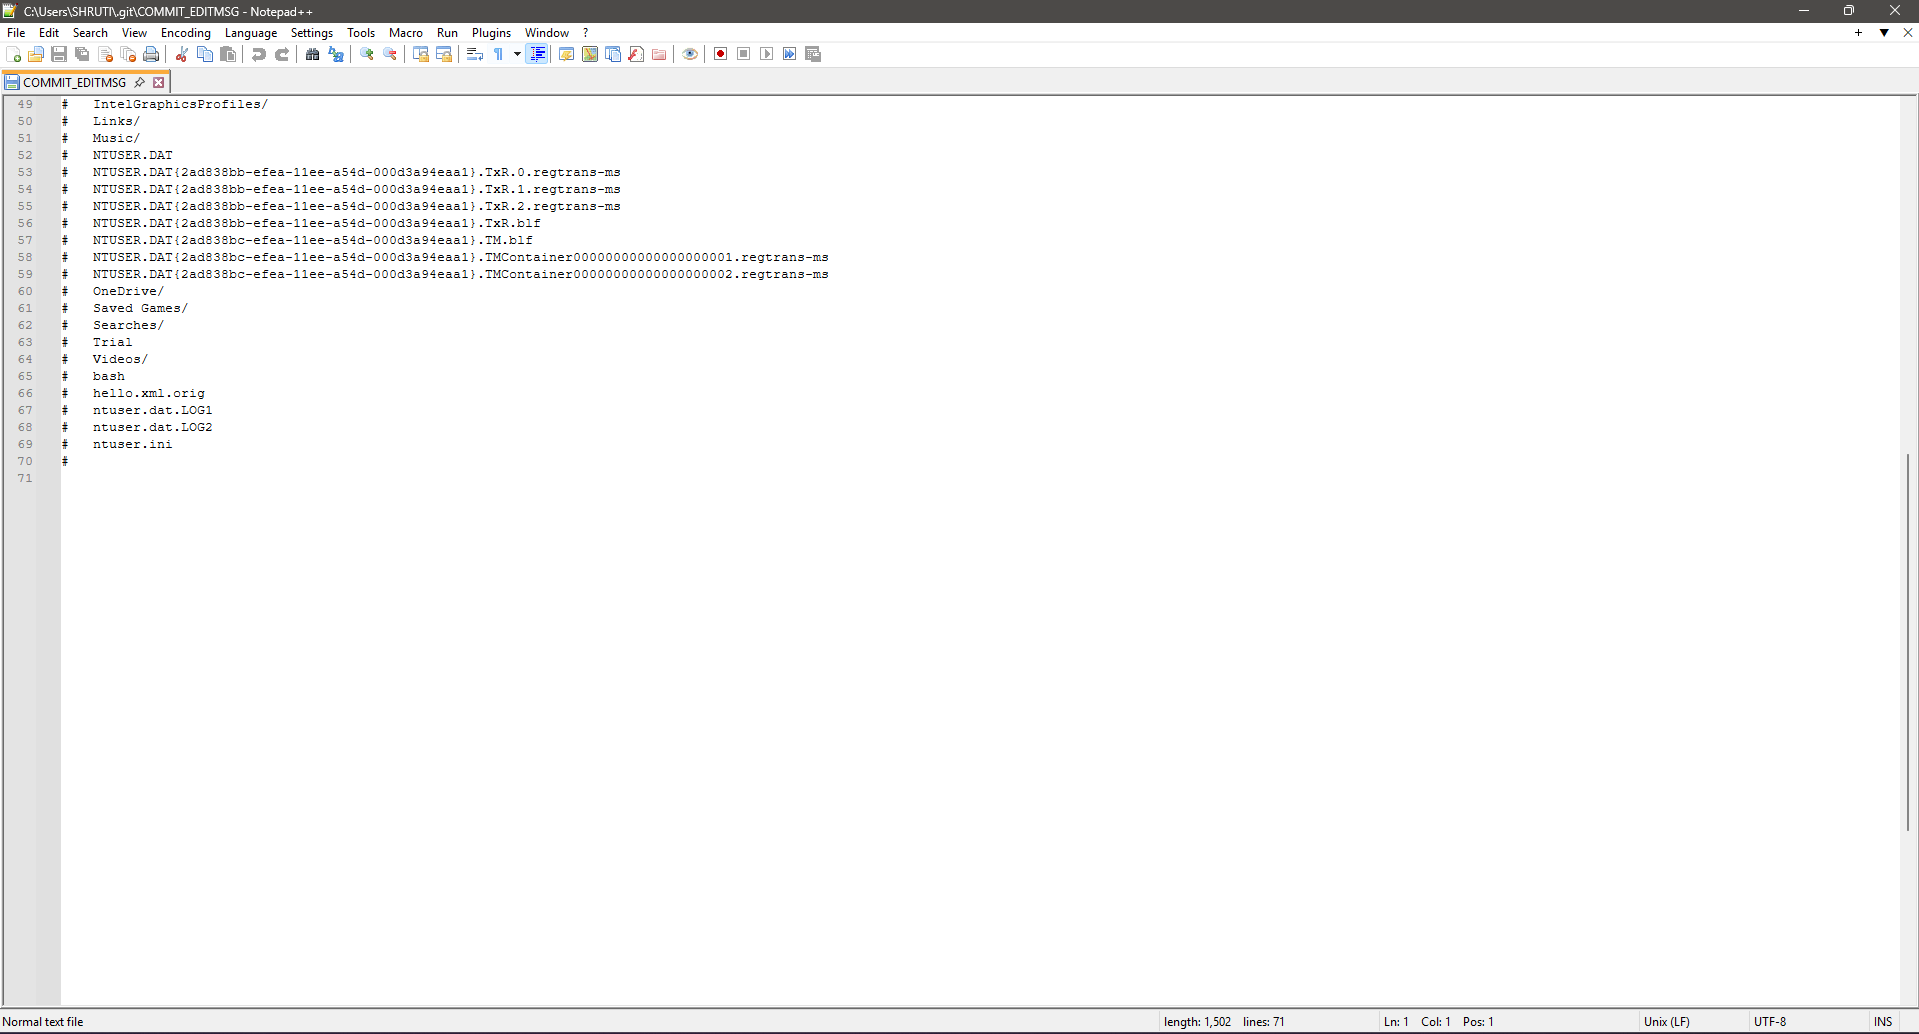 C:\Users\SHRUTI\.git\COMMIT_EDITMSG - Notepad++
File Edit Search View Encoding Language Settings Tools Macro Run Plugins Window ?
COMMIT_EDITMSG
49 # IntelGraphicsProfiles/
50 # Links/
51 # Music/
52 # NTUSER.DAT
53 # NTUSER.DAT{2ad838bb-efea-11ee-a54d-000d3a94eaa1}.TxR.0.regtrans-ms
54 # NTUSER.DAT{2ad838bb-efea-11ee-a54d-000d3a94eaa1}.TxR.1.regtrans-ms
55 # NTUSER.DAT{2ad838bb-efea-11ee-a54d-000d3a94eaa1}.TxR.2.regtrans-ms
56 # NTUSER.DAT{2ad838bb-efea-11ee-a54d-000d3a94eaa1}.TxR.blf
57 # NTUSER.DAT{2ad838bc-efea-11ee-a54d-000d3a94eaa1}.TM.blf
58 # NTUSER.DAT{2ad838bc-efea-11ee-a54d-000d3a94eaa1}.TMContainer00000000000000000001.regtrans-ms
59 # NTUSER.DAT{2ad838bc-efea-11ee-a54d-000d3a94eaa1}.TMContainer00000000000000000002.regtrans-ms
60 # OneDrive/
61 # Saved Games/
62 # Searches/
63 # Trial
64 # Videos/
65 # bash
66 # hello.xml.orig
67 # ntuser.dat.LOG1
68 # ntuser.dat.LOG2
69 # ntuser.ini
70 #
71
Normal text file length: 1,502 lines: 71 Ln: 1 Col: 1 Pos: 1 Unix (LF) UTF-8 INS